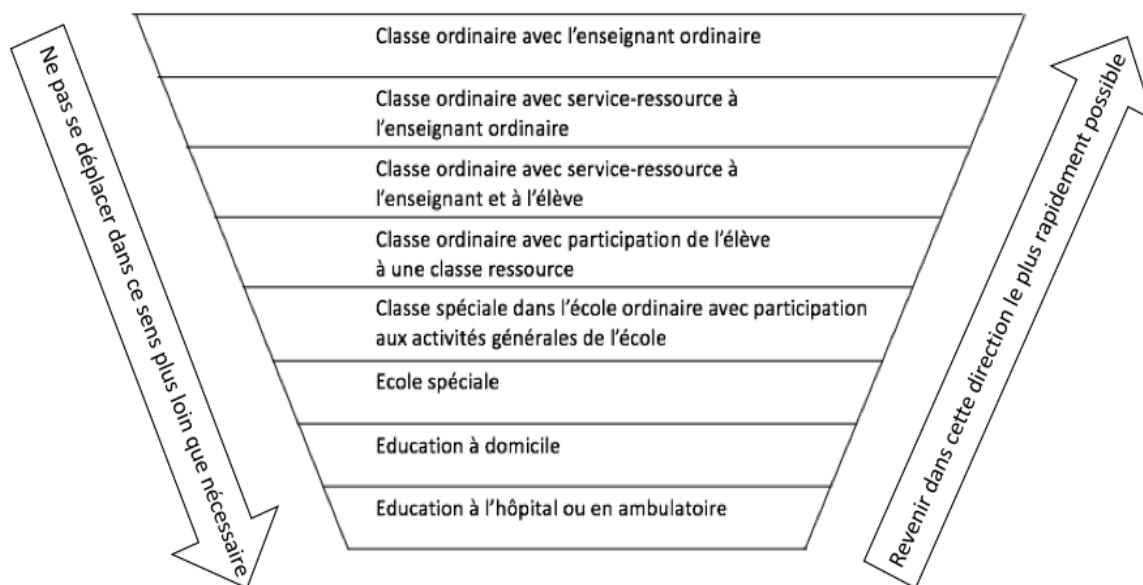 Ne pas se déplacer dans ce sens plus loin que nécessaire
Classe ordinaire avec l'enseignant ordinaire
Classe ordinaire avec service-ressource à
l'enseignant ordinaire
Classe ordinaire avec service-ressource à
l'enseignant et à l'élève
Classe ordinaire avec participation de l'élève
à une classe ressource
Classe spéciale dans l'école ordinaire avec participation
aux activités générales de l'école
Ecole spéciale
Education à domicile
Education à l'hôpital ou en ambulatoire
Revenir dans cette direction le plus rapidement possible